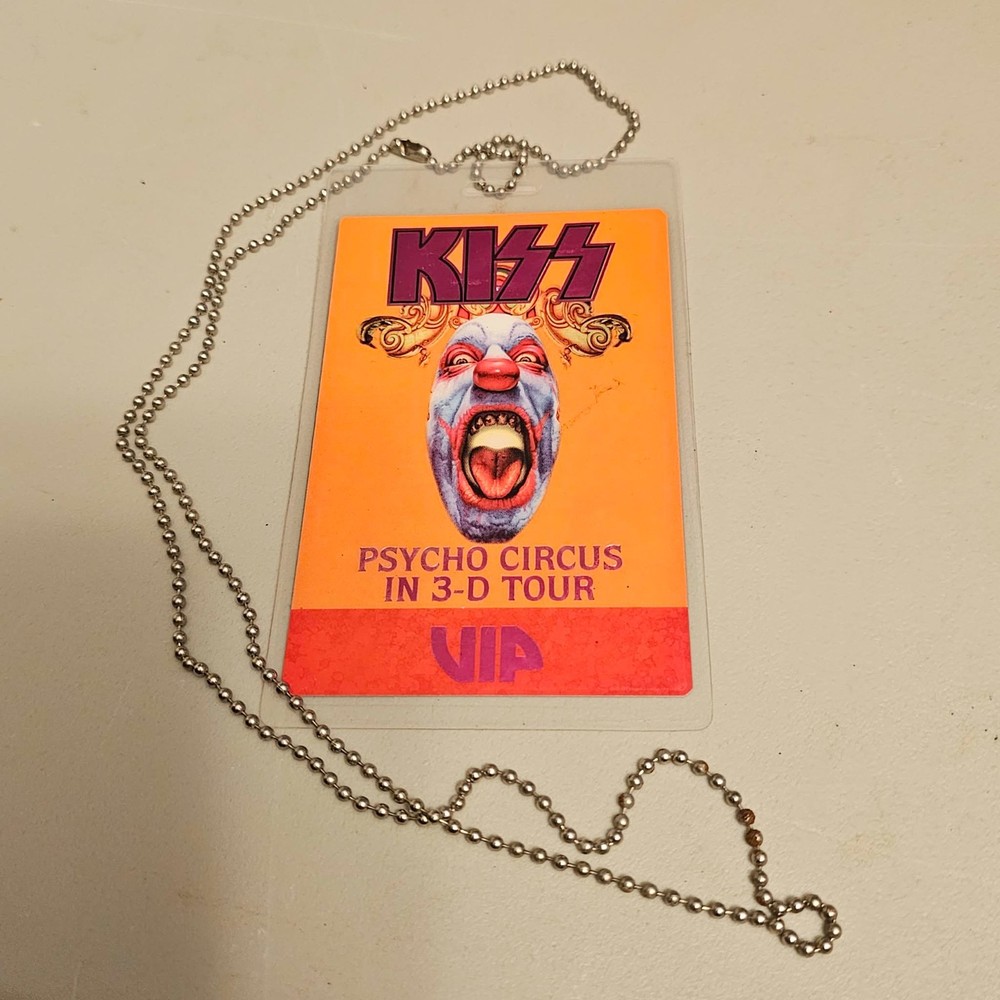 KISS
PSYCHO CIRCUS
IN 3-D TOUR
VIP